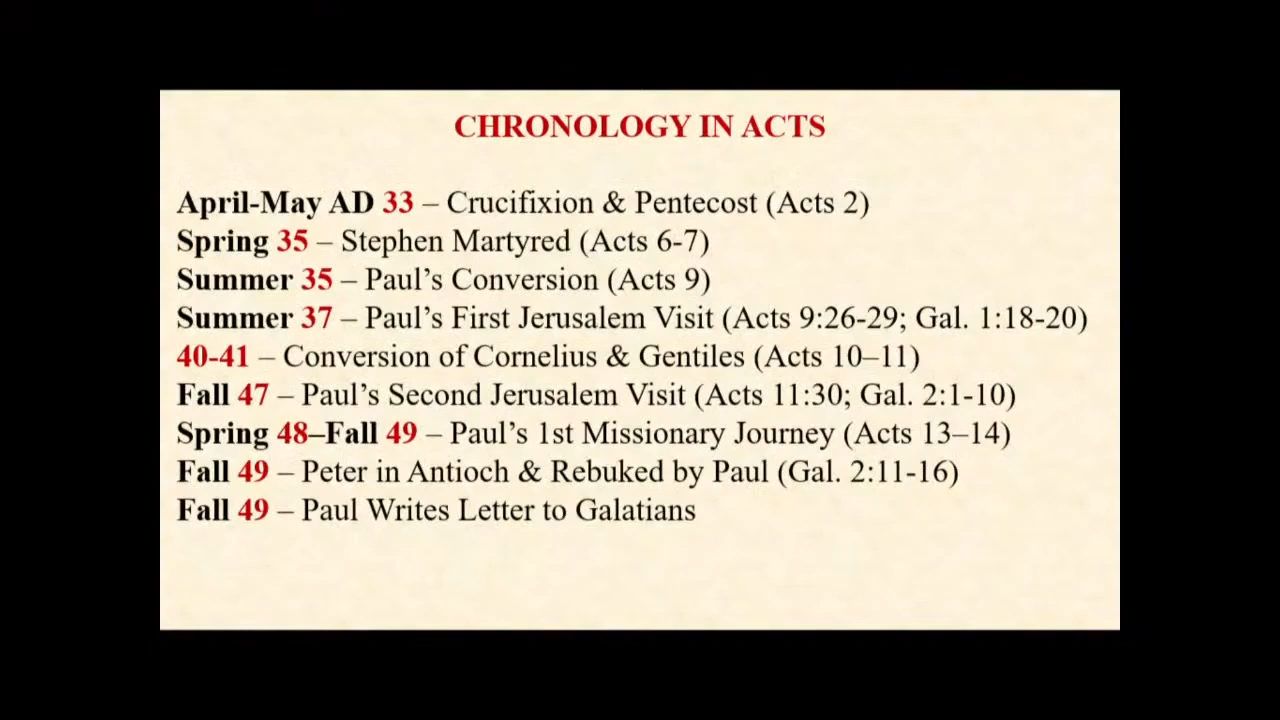 CHRONOLOGY IN ACTS
April-May AD 33 – Crucifixion & Pentecost (Acts 2)
Spring 35 – Stephen Martyred (Acts 6-7)
Summer 35 – Paul’s Conversion (Acts 9)
Summer 37 – Paul’s First Jerusalem Visit (Acts 9:26-29; Gal. 1:18-20)
40-41 – Conversion of Cornelius & Gentiles (Acts 10–11)
Fall 47 – Paul’s Second Jerusalem Visit (Acts 11:30; Gal. 2:1-10)
Spring 48–Fall 49 – Paul’s 1st Missionary Journey (Acts 13–14)
Fall 49 – Peter in Antioch & Rebuked by Paul (Gal. 2:11-16)
Fall 49 – Paul Writes Letter to Galatians